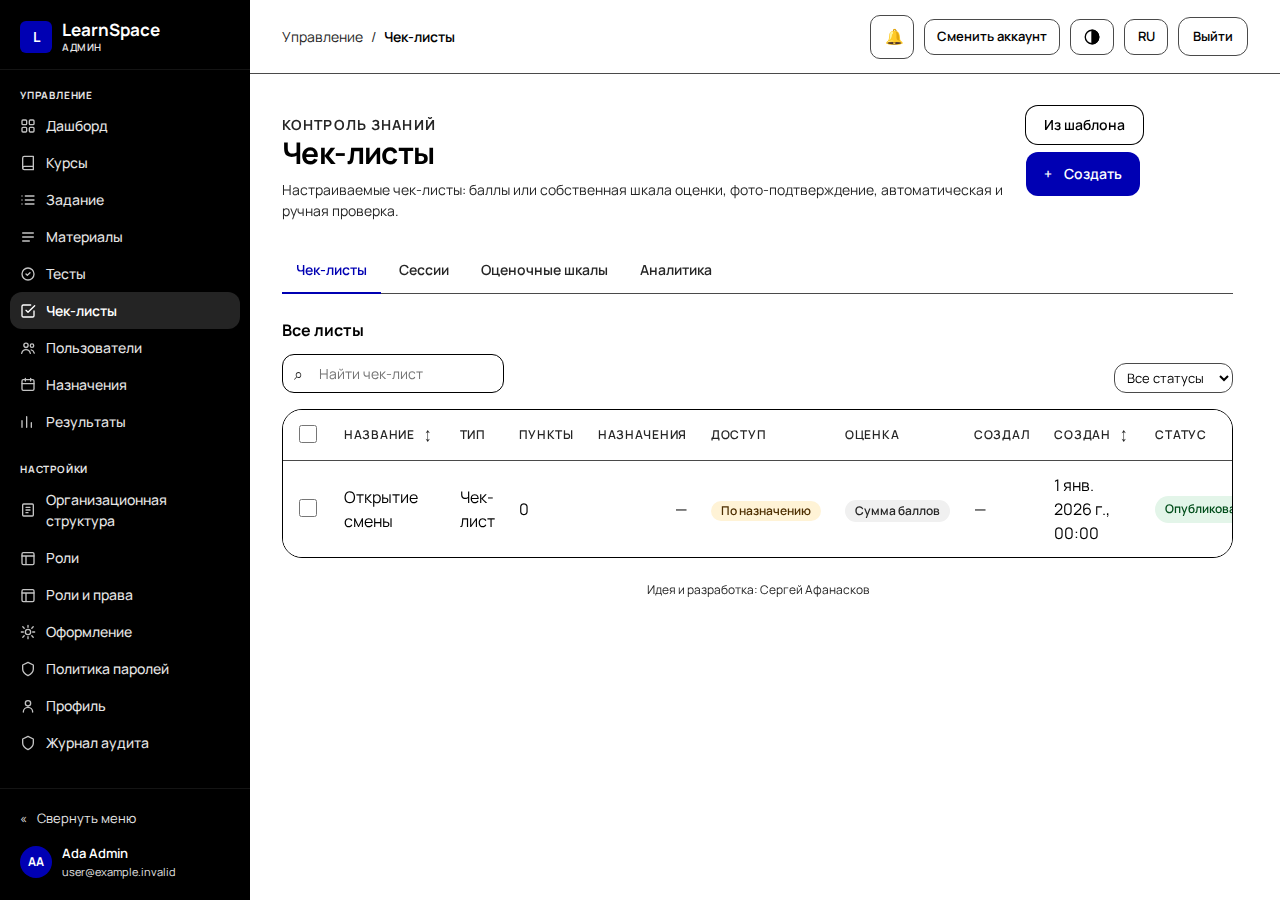 L
LearnSpace
АДМИН
УПРАВЛЕНИЕ
Дашборд
Курсы
Задание
Материалы
Тесты
Чек-листы
Пользователи
Назначения
Результаты
НАСТРОЙКИ
Организационная
структура
Роли
Роли и права
Оформление
Политика паролей
Профиль
Журнал аудита
« Свернуть меню
AA
Ada Admin
user@example.invalid
Управление / Чек-листы
Сменить аккаунт
RU
Выйти
КОНТРОЛЬ ЗНАНИЙ
Чек-листы
Настраиваемые чек-листы: баллы или собственная шкала оценки, фото-подтверждение, автоматическая и
ручная проверка.
Из шаблона
+ Создать
Чек-листы Сессии Оценочные шкалы Аналитика
Все листы
Найти чек-лист
Все статусы
НАЗВАНИЕ ↕ ТИП ПУНКТЫ НАЗНАЧЕНИЯ ДОСТУП ОЦЕНКА СОЗДАЛ СОЗДАН ↕ СТАТУС
Открытие
смены
Чек-
лист
0
—
По назначению
Сумма баллов
—
1 янв.
2026 г.,
00:00
Опубликова
Идея и разработка: Сергей Афанасков